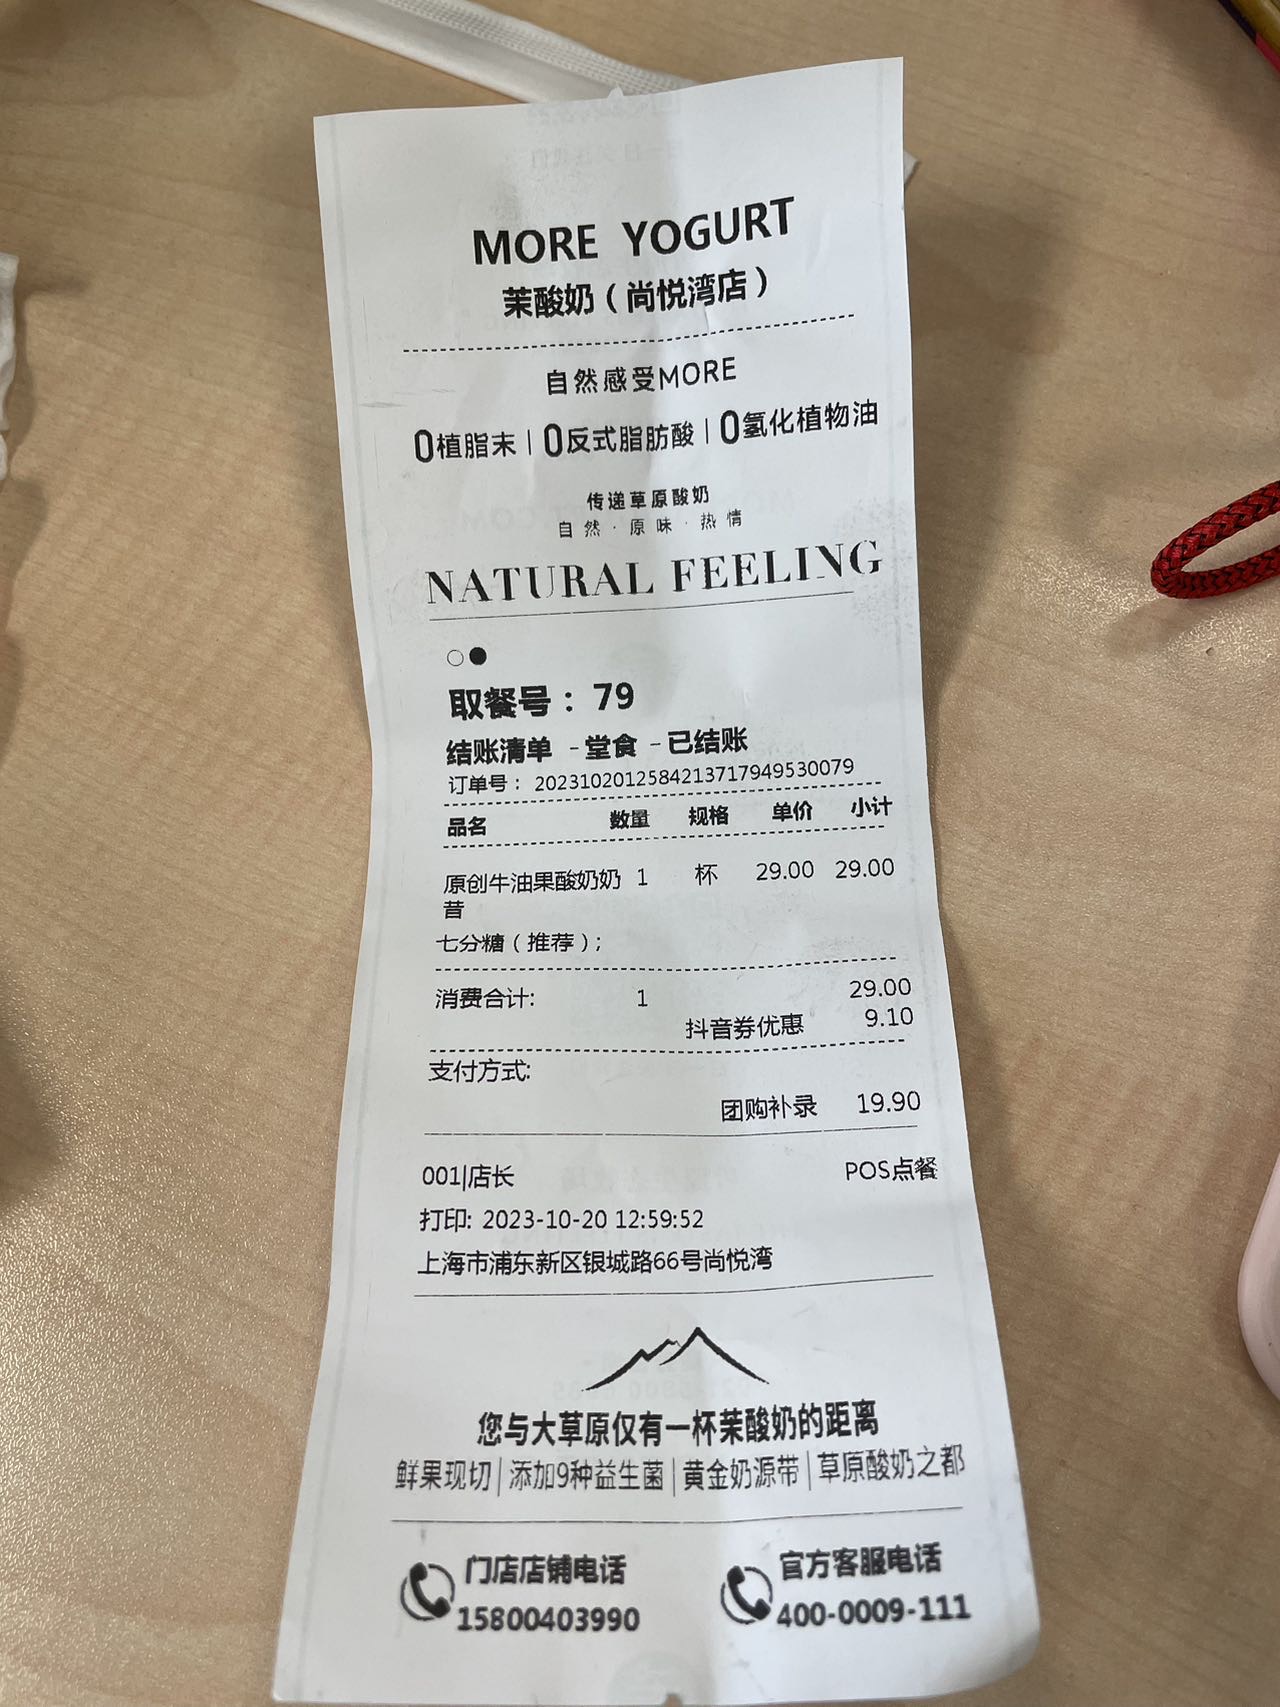 MORE YOGURT
茉酸奶（尚悦湾店）
自然感受MORE
0植脂末｜0反式脂肪酸｜0氢化植物油
传递草原酸奶
自然·原味·热情
NATURAL FEELING
取餐号：79
结账清单 -堂食 -已结账
订单号：20231020125842137179495300​79
品名 数量 规格 单价 小计
原创牛油果酸奶奶 1 杯 29.00 29.00
昔
七分糖（推荐）;
消费合计: 1 29.00
抖音券优惠 9.10
支付方式:
团购补录 19.90
001|店长 POS点餐
打印: 2023-10-20 12:59:52
上海市浦东新区银城路66号尚悦湾
您与大草原仅有一杯茉酸奶的距离
鲜果现切｜添加9种益生菌｜黄金奶源带｜草原酸奶之都
门店店铺电话 官方客服电话
15800403990 400-0009-111